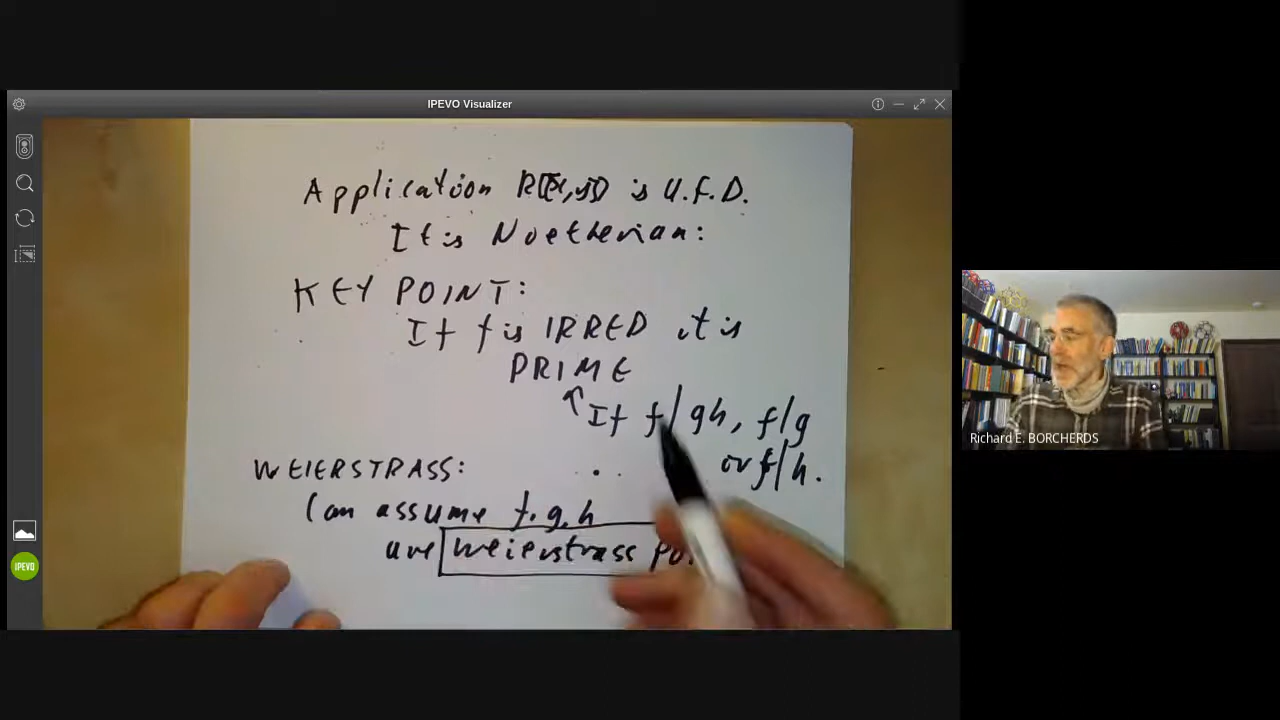 IPEVO Visualizer
Application R[[x,y]] is U.F.D.
It is Noetherian:
KEY POINT:
If f is IRRED it is
PRIME
If f|gh, f|g
or f|h.
WEIERSTRASS:
Can assume f, g, h
are Weierstrass
Richard E. BORCHERDS
IPEVO